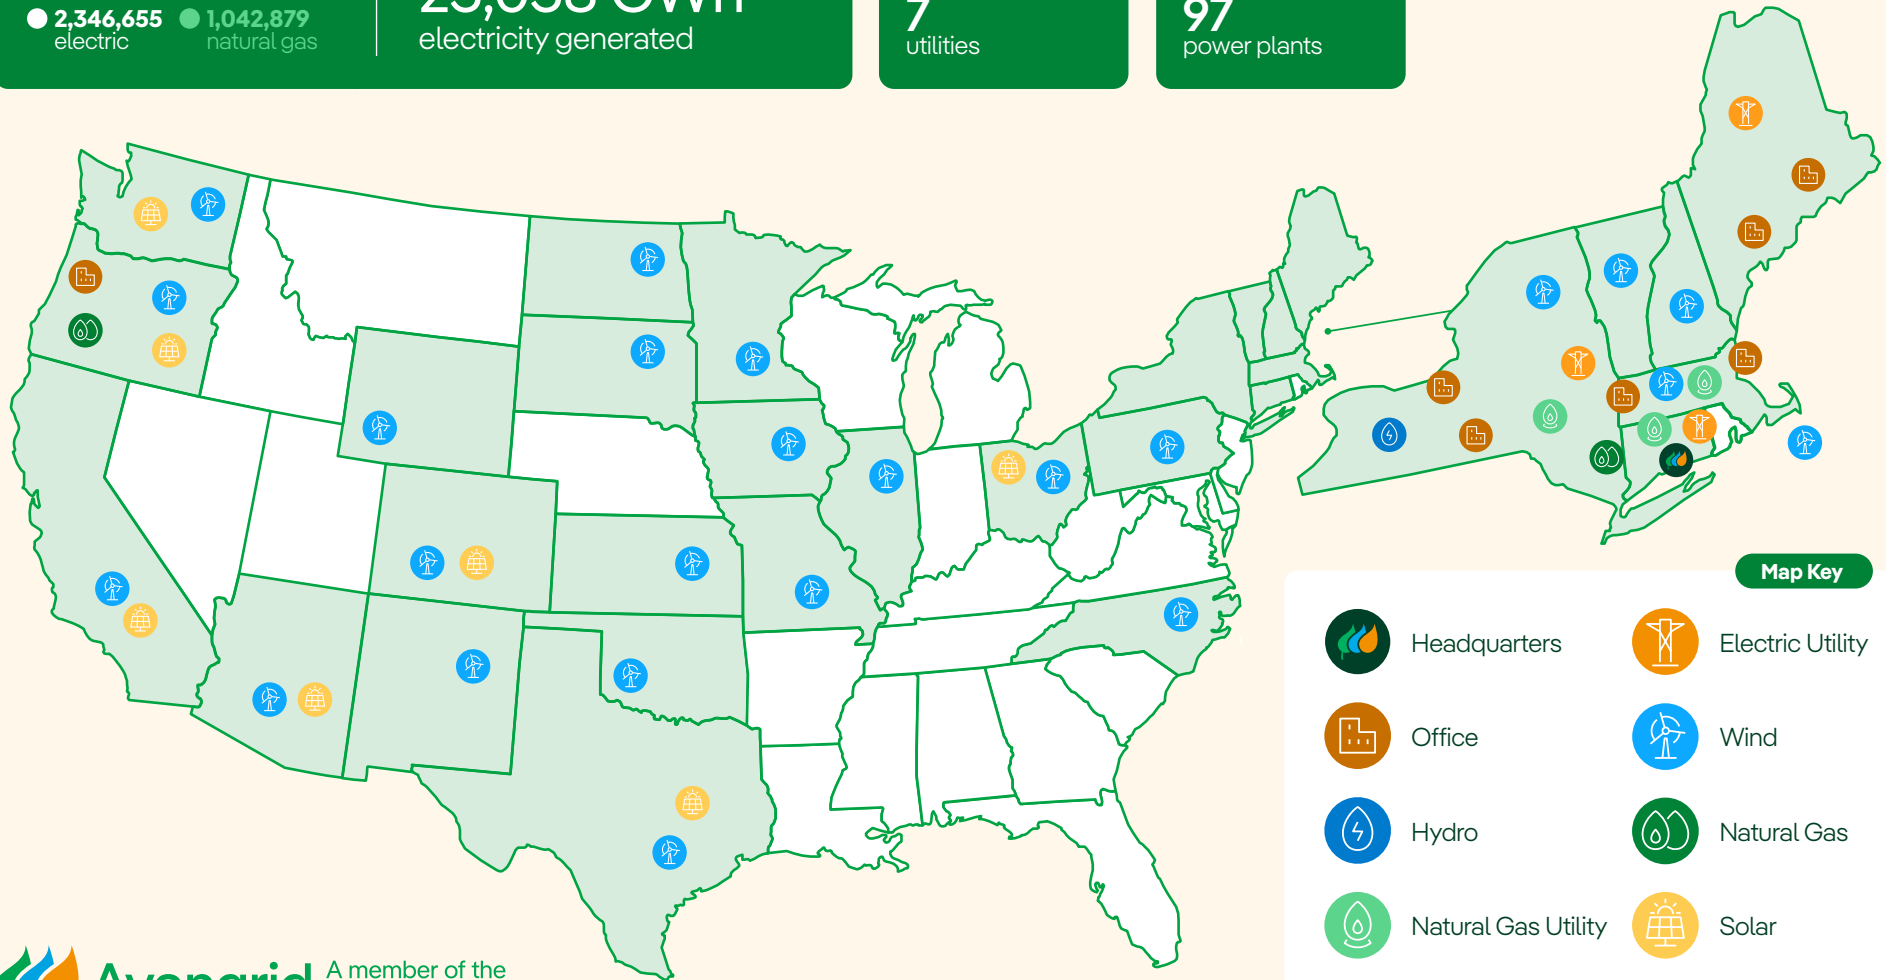 2,346,655
electric
1,042,879
natural gas
electricity generated
7
utilities
97
power plants
Map Key
Headquarters
Electric Utility
Office
Wind
Hydro
Natural Gas
Natural Gas Utility
Solar
Avangrid
A member of the